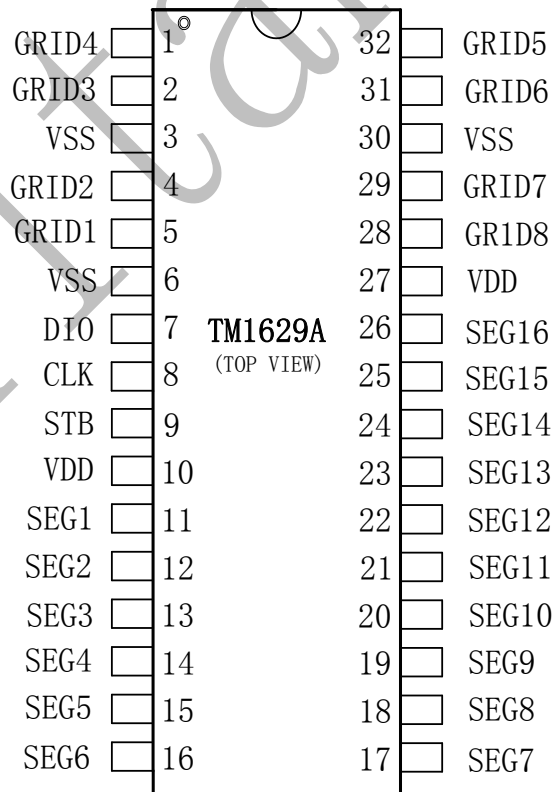 GRID4 1 32 GRID5
GRID3 2 31 GRID6
VSS 3 30 VSS
GRID2 4 29 GRID7
GRID1 5 28 GR1D8
VSS 6 27 VDD
DIO 7 TM1629A 26 SEG16
CLK 8 (TOP VIEW) 25 SEG15
STB 9 24 SEG14
VDD 10 23 SEG13
SEG1 11 22 SEG12
SEG2 12 21 SEG11
SEG3 13 20 SEG10
SEG4 14 19 SEG9
SEG5 15 18 SEG8
SEG6 16 17 SEG7